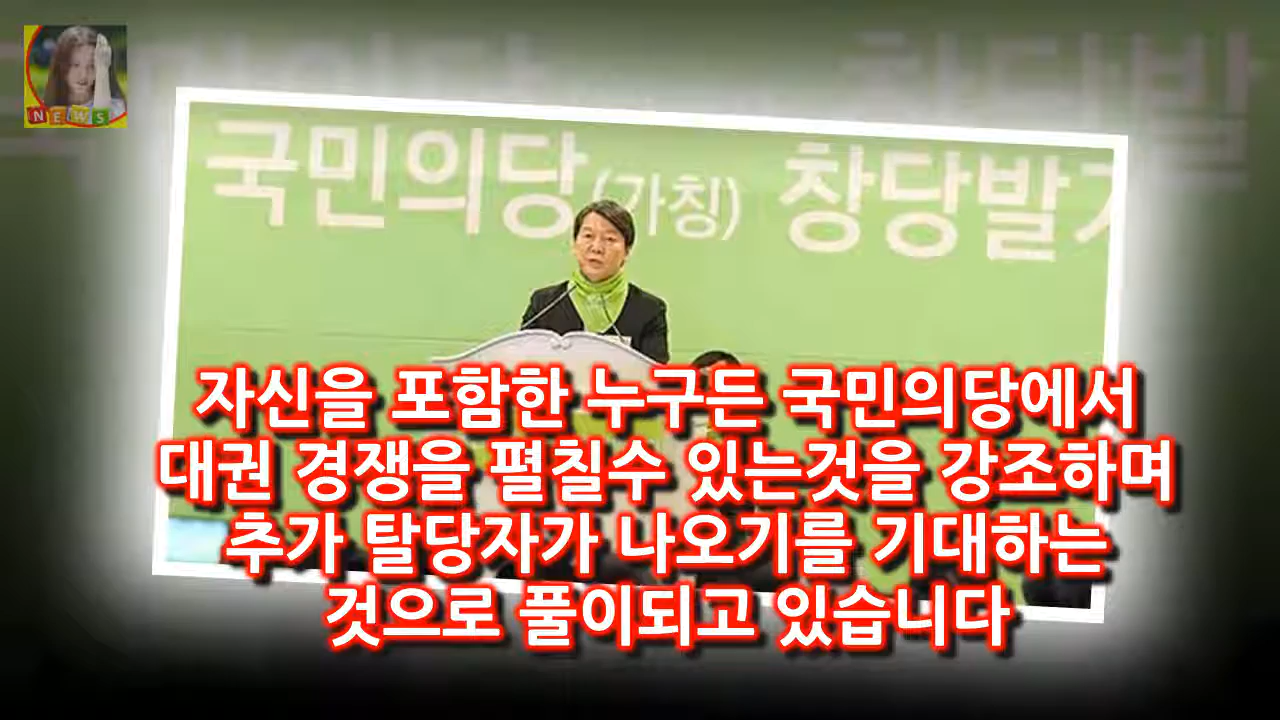 NEWS
국민의당(가칭) 창당발기
자신을 포함한 누구든 국민의당에서
대권 경쟁을 펼칠수 있는것을 강조하며
추가 탈당자가 나오기를 기대하는
것으로 풀이되고 있습니다